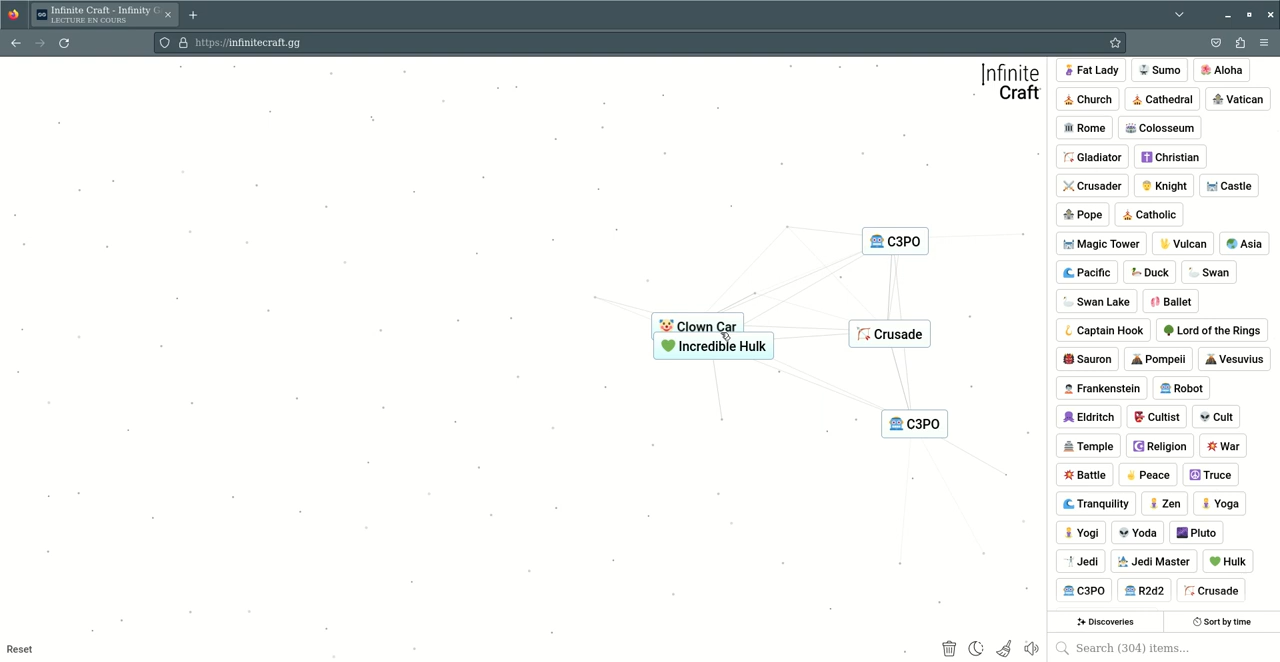 Infinite Craft - Infinity C
LECTURE EN COURS
https://infinitecraft.gg
Infinite
Craft
C3PO
Clown Car
Incredible Hulk
Crusade
C3PO
Reset
Fat Lady Sumo Aloha
Church Cathedral Vatican
Rome Colosseum
Gladiator Christian
Crusader Knight Castle
Pope Catholic
Magic Tower Vulcan Asia
Pacific Duck Swan
Swan Lake Ballet
Captain Hook Lord of the Rings
Sauron Pompeii Vesuvius
Frankenstein Robot
Eldritch Cultist Cult
Temple Religion War
Battle Peace Truce
Tranquility Zen Yoga
Yogi Yoda Pluto
Jedi Jedi Master Hulk
C3PO R2d2 Crusade
Discoveries Sort by time
Search (304) items...